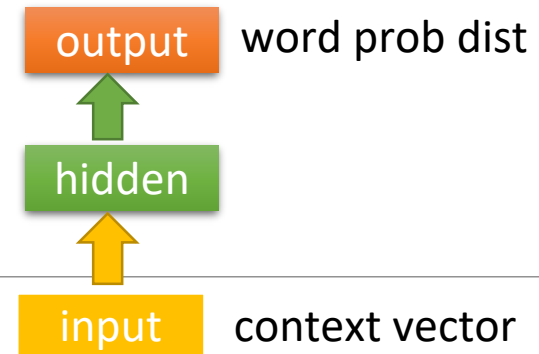 output word prob dist
hidden
input context vector